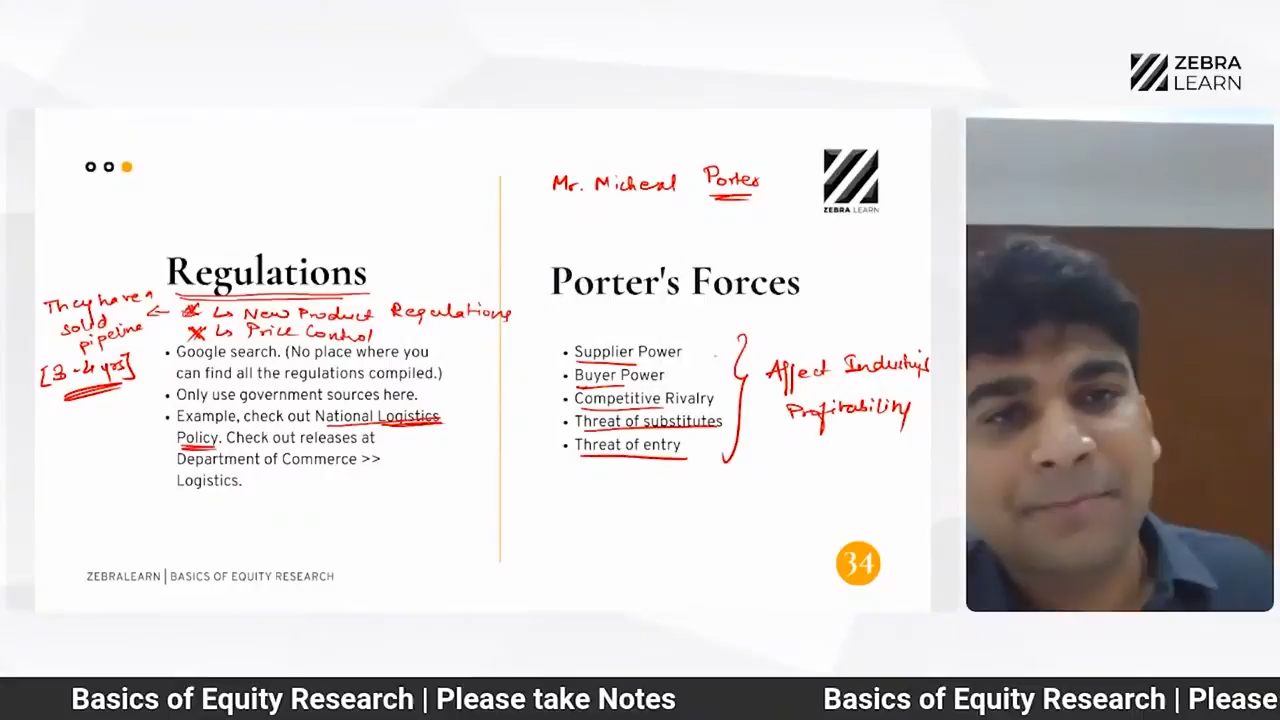 ZEBRA
LEARN
Mr. Micheal Porter
ZEBRA LEARN
Regulations
They have a
solid
pipeline
[3-4 yrs]
↳ New Product Regulations
↳ Price Control
• Google search. (No place where you
can find all the regulations compiled.)
• Only use government sources here.
• Example, check out National Logistics
Policy. Check out releases at
Department of Commerce >>
Logistics.
Porter's Forces
• Supplier Power
• Buyer Power
• Competitive Rivalry
• Threat of substitutes
• Threat of entry
Affect Industry's
Profitability
ZEBRALEARN | BASICS OF EQUITY RESEARCH
34
Basics of Equity Research | Please take Notes
Basics of Equity Research | Please